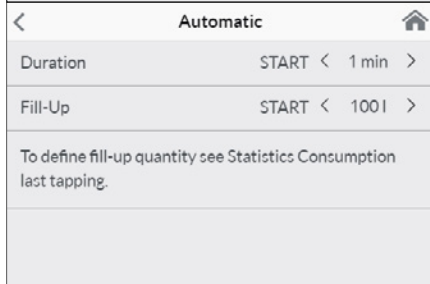 Automatic
Duration START < 1 min >
Fill-Up START < 100 l >
To define fill-up quantity see Statistics Consumption
last tapping.